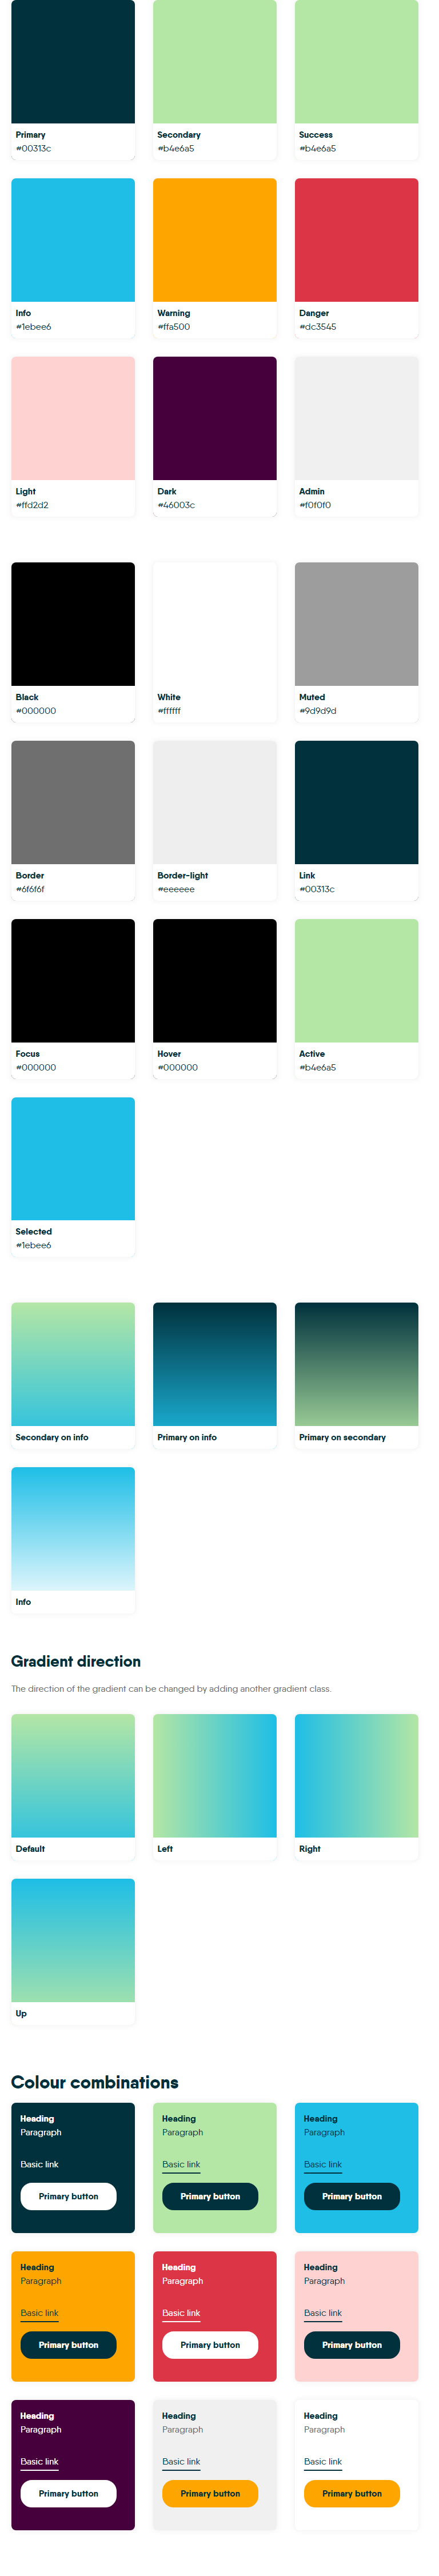 Primary
#00313c
Secondary
#b4e6a5
Success
#b4e6a5
Info
#1ebee6
Warning
#ffa500
Danger
#dc3545
Light
#ffd2d2
Dark
#46003c
Admin
#f0f0f0
Black
#000000
White
#ffffff
Muted
#9d9d9d
Border
#6f6f6f
Border-light
#eeeeee
Link
#00313c
Focus
#000000
Hover
#000000
Active
#b4e6a5
Selected
#1ebee6
Secondary on info
Primary on info
Primary on secondary
Info
Gradient direction
The direction of the gradient can be changed by adding another gradient class.
Default
Left
Right
Up
Colour combinations
Heading
Paragraph
Basic link
Primary button
Heading
Paragraph
Basic link
Primary button
Heading
Paragraph
Basic link
Primary button
Heading
Paragraph
Basic link
Primary button
Heading
Paragraph
Basic link
Primary button
Heading
Paragraph
Basic link
Primary button
Heading
Paragraph
Basic link
Primary button
Heading
Paragraph
Basic link
Primary button
Heading
Paragraph
Basic link
Primary button